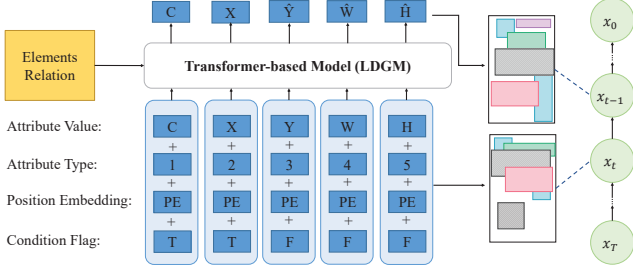 C X Ŷ Ŵ Ĥ
Elements
Relation
Transformer-based Model (LDGM)
Attribute Value: C X Y W H
+ + + + +
Attribute Type: 1 2 3 4 5
+ + + + +
Position Embedding: PE PE PE PE PE
+ + + + +
Condition Flag: T T F F F
x₀
xₜ₋₁
xₜ
x_T